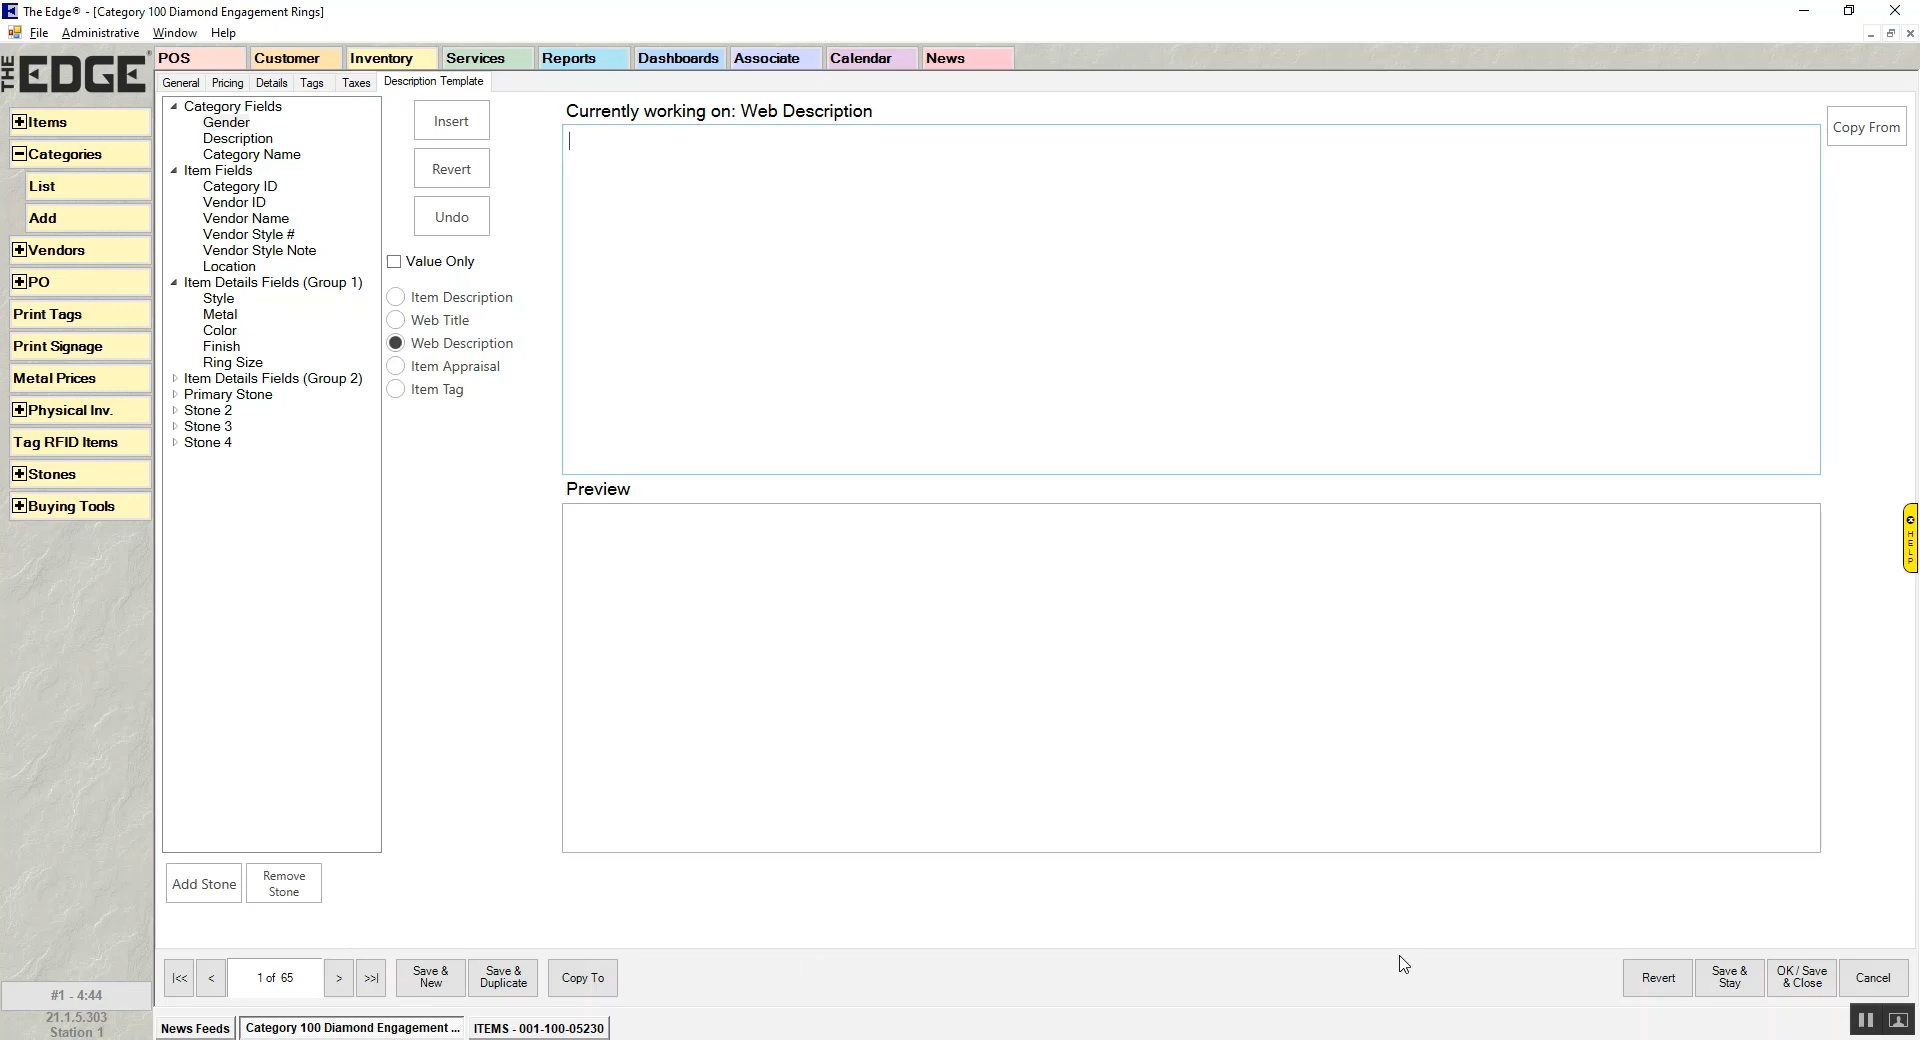 The Edge® - [Category 100 Diamond Engagement Rings]
File Administrative Window Help
THE EDGE®
POS Customer Inventory Services Reports Dashboards Associate Calendar News
General Pricing Details Tags Taxes Description Template
Items
Categories
List
Add
Vendors
PO
Print Tags
Print Signage
Metal Prices
Physical Inv.
Tag RFID Items
Stones
Buying Tools
#1 - 4:44
21.1.5.303
Station 1
Category Fields
Gender
Description
Category Name
Item Fields
Category ID
Vendor ID
Vendor Name
Vendor Style #
Vendor Style Note
Location
Item Details Fields (Group 1)
Style
Metal
Color
Finish
Ring Size
Item Details Fields (Group 2)
Primary Stone
Stone 2
Stone 3
Stone 4
Add Stone
Remove
Stone
Insert
Revert
Undo
Value Only
Item Description
Web Title
Web Description
Item Appraisal
Item Tag
Currently working on: Web Description
Copy From
Preview
HELP
|<< < 1 of 65 > >>|
Save &
New
Save &
Duplicate
Copy To
Revert
Save &
Stay
OK / Save
& Close
Cancel
News Feeds Category 100 Diamond Engagement ... ITEMS - 001-100-05230